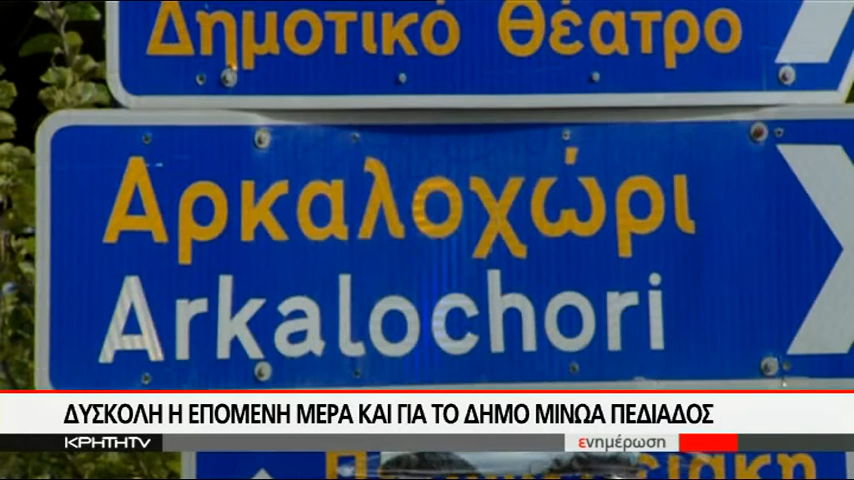 Δημοτικό Θέατρο
Αρκαλοχώρι
Arkalochori
ΔΥΣΚΟΛΗ Η ΕΠΟΜΕΝΗ ΜΕΡΑ ΚΑΙ ΓΙΑ ΤΟ ΔΗΜΟ ΜΙΝΩΑ ΠΕΔΙΑΔΟΣ
ΚΡΗΤΗTV
ενημέρωση